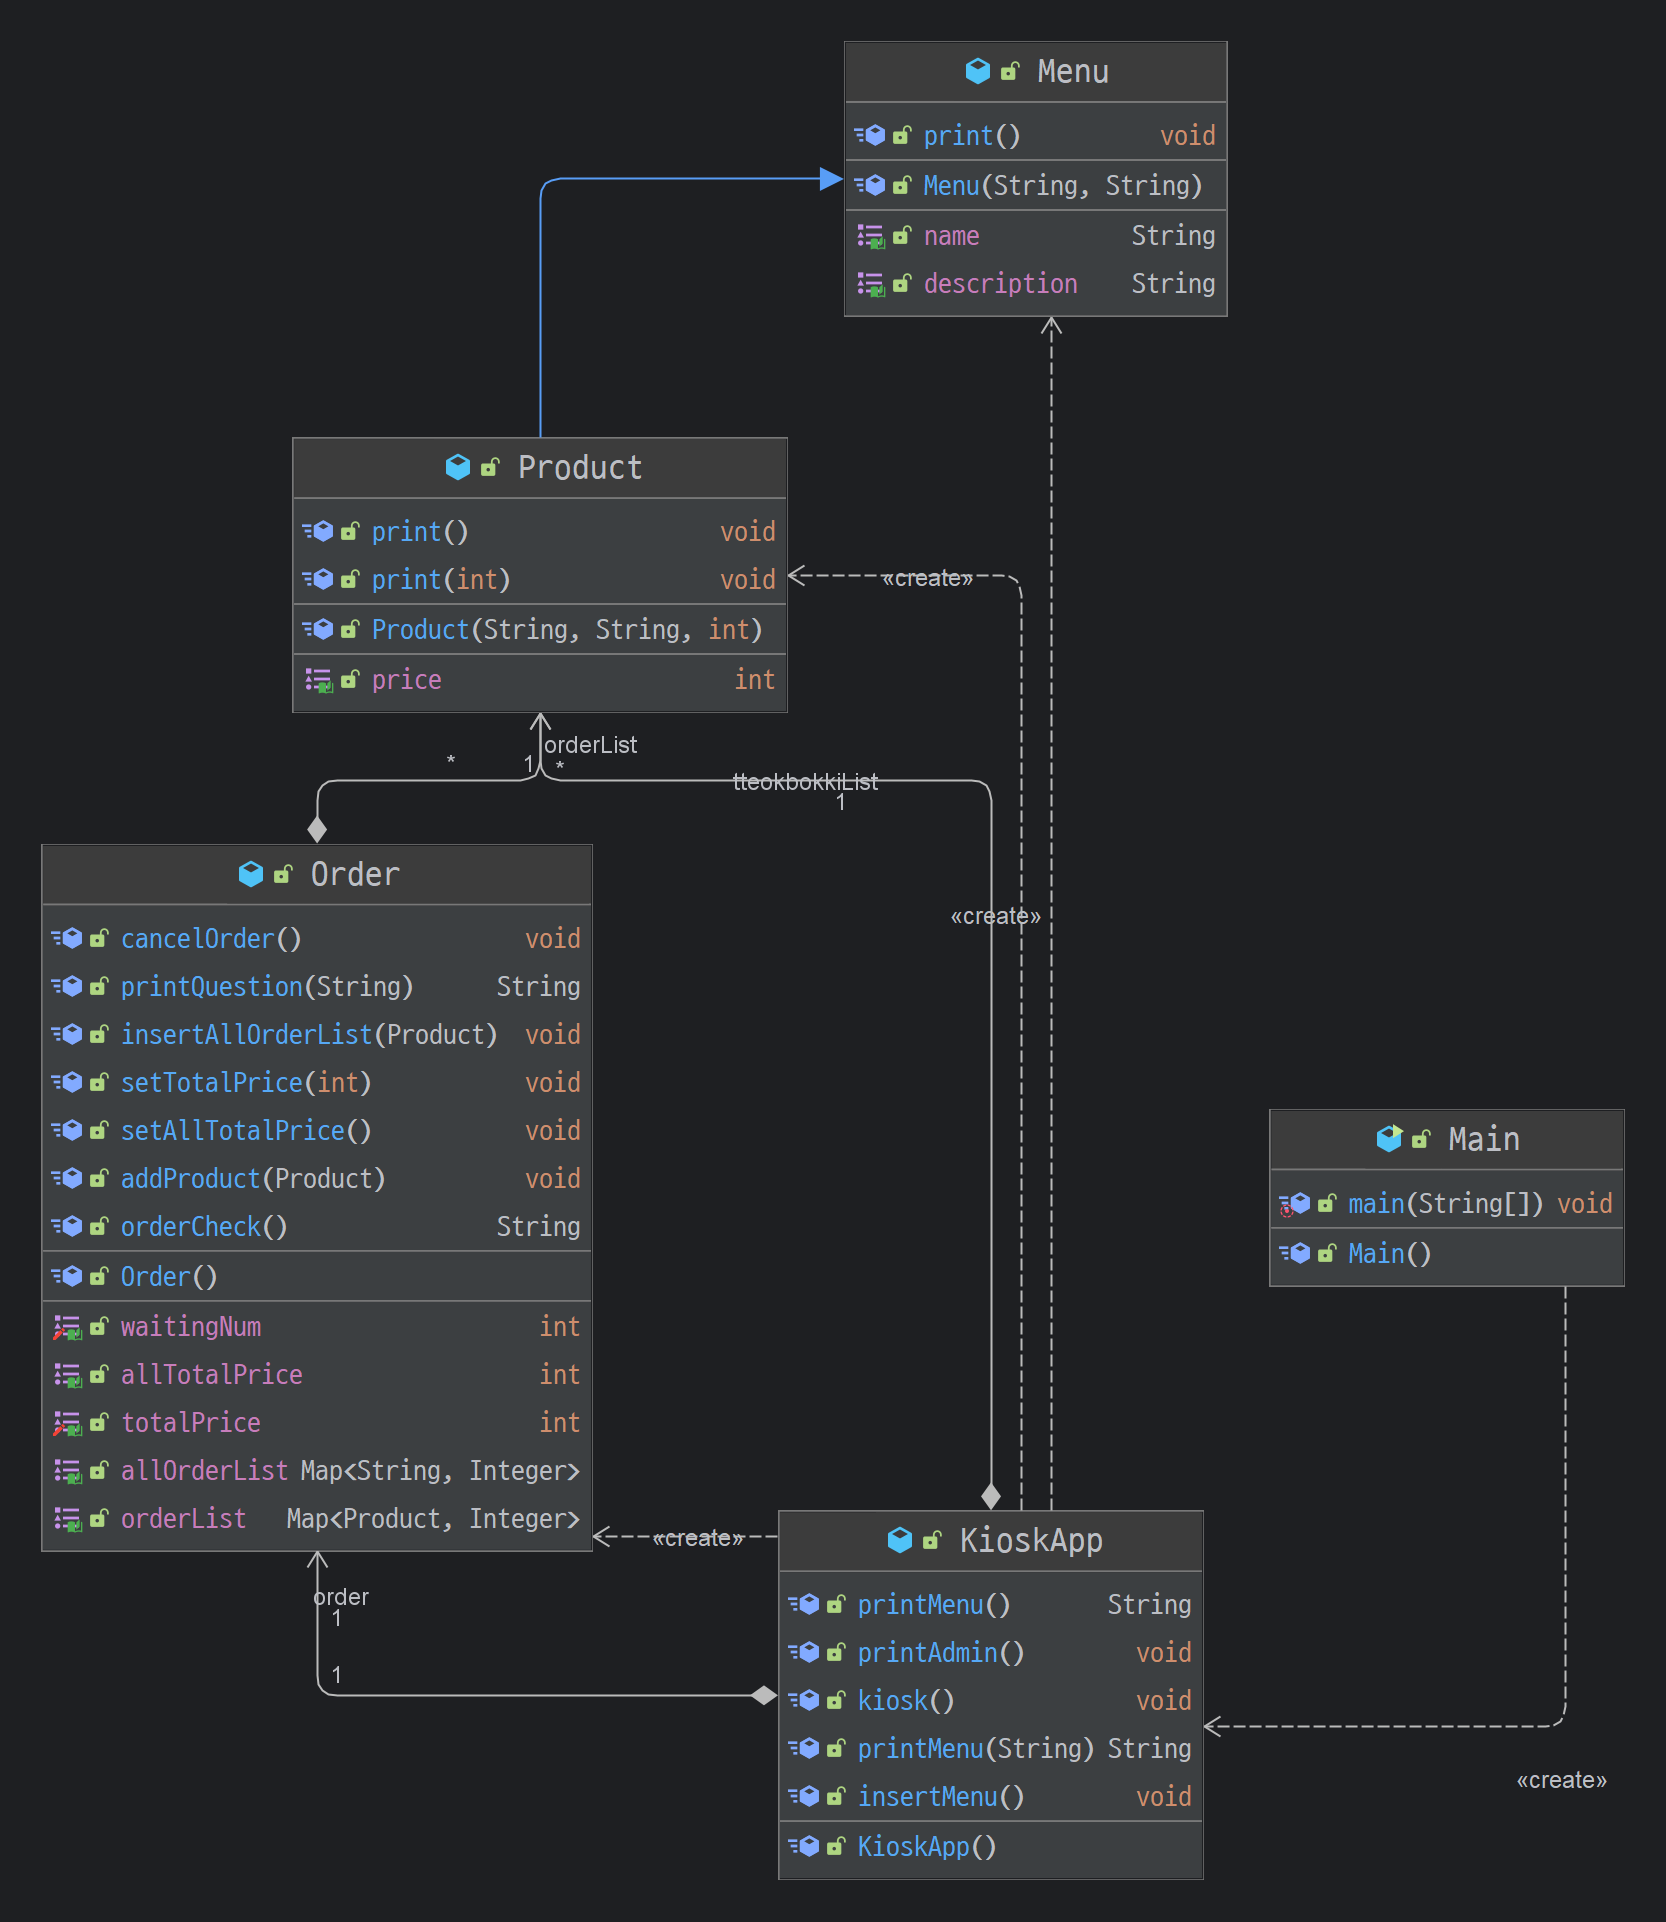 Menu
print() void
Menu(String, String)
name String
description String
Product
print() void
print(int) void
Product(String, String, int)
price int
«create»
orderList
*
1
*
tteokbokkiList
1
Order
cancelOrder() void
printQuestion(String) String
insertAllOrderList(Product) void
setTotalPrice(int) void
setAllTotalPrice() void
addProduct(Product) void
orderCheck() String
Order()
waitingNum int
allTotalPrice int
totalPrice int
allOrderList Map<String, Integer>
orderList Map<Product, Integer>
«create»
Main
main(String[]) void
Main()
«create»
order
1
1
KioskApp
printMenu() String
printAdmin() void
kiosk() void
printMenu(String) String
insertMenu() void
KioskApp()
«create»